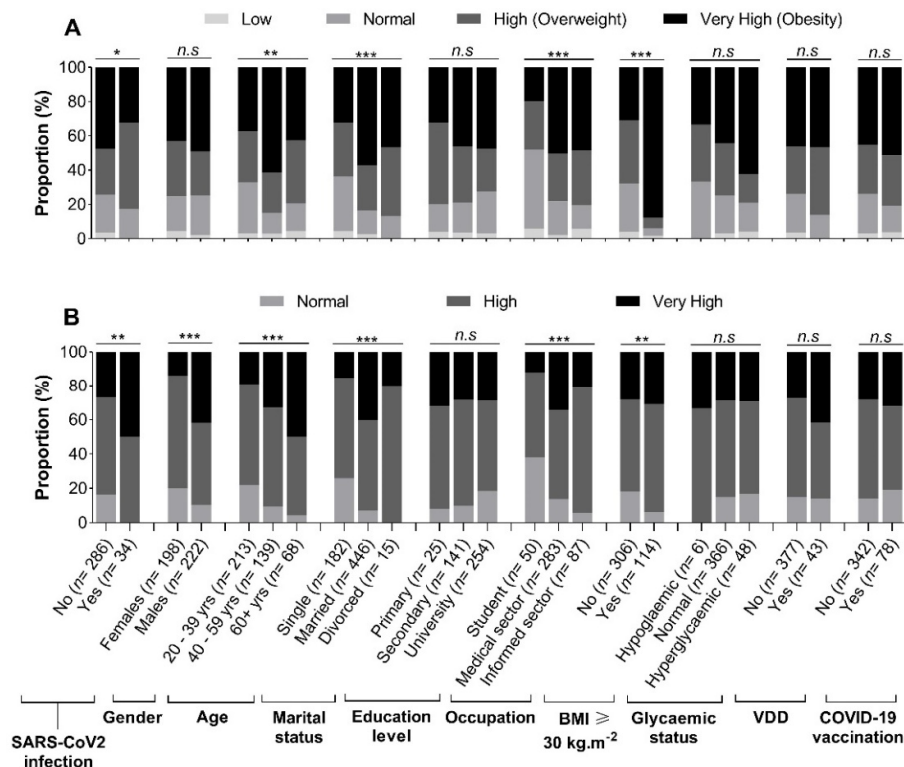 Low Normal High (Overweight) Very High (Obesity)
A
* n.s ** *** n.s *** *** n.s n.s n.s
Proportion (%)
100
80
60
40
20
0
Normal High Very High
B
** *** *** *** n.s *** ** n.s n.s n.s
Proportion (%)
100
80
60
40
20
0
No (n= 286)
Yes (n= 34)
Females (n= 198)
Males (n= 222)
20 - 39 yrs (n= 213)
40 - 59 yrs (n= 139)
60+ yrs (n= 68)
Single (n= 182)
Married (n= 446)
Divorced (n= 15)
Primary (n= 25)
Secondary (n= 141)
University (n= 254)
Student (n= 50)
Medical sector (n= 283)
Informed sector (n= 87)
No (n= 306)
Yes (n= 114)
Hypoglaemic (n= 6)
Normal (n= 366)
Hyperglycaemic (n= 48)
No (n= 377)
Yes (n= 43)
No (n= 342)
Yes (n= 78)
SARS-CoV2
infection
Gender
Age
Marital
status
Education
level
Occupation
BMI ⩾
30 kg.m⁻²
Glycaemic
status
VDD
COVID-19
vaccination